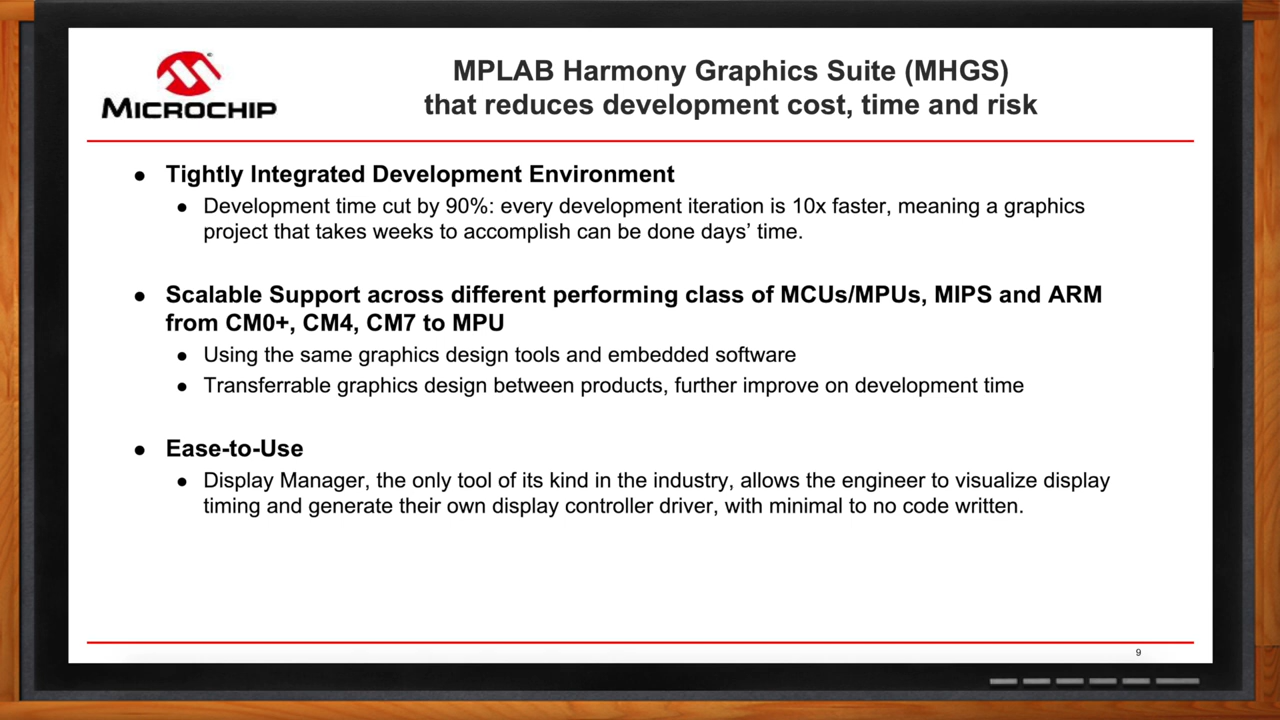 MICROCHIP
MPLAB Harmony Graphics Suite (MHGS)
that reduces development cost, time and risk
● Tightly Integrated Development Environment
● Development time cut by 90%: every development iteration is 10x faster, meaning a graphics
project that takes weeks to accomplish can be done days’ time.
● Scalable Support across different performing class of MCUs/MPUs, MIPS and ARM
from CM0+, CM4, CM7 to MPU
● Using the same graphics design tools and embedded software
● Transferrable graphics design between products, further improve on development time
● Ease-to-Use
● Display Manager, the only tool of its kind in the industry, allows the engineer to visualize display
timing and generate their own display controller driver, with minimal to no code written.
9